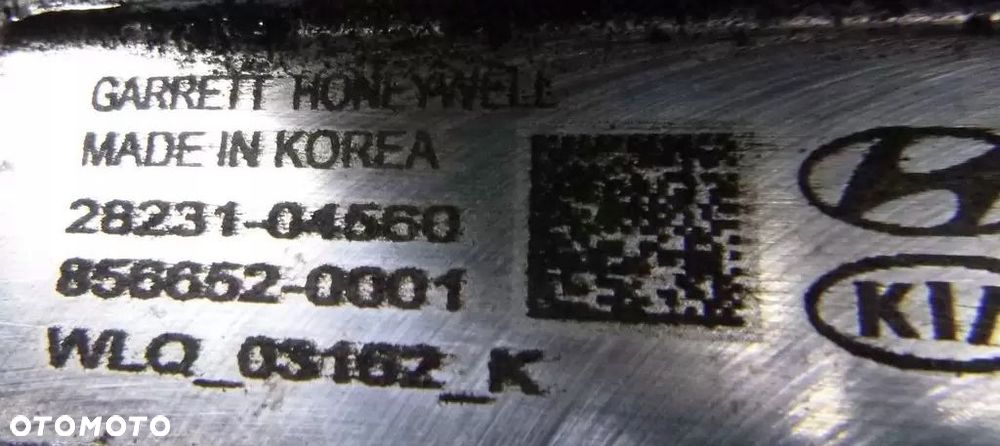 GARRETT HONEYWELL
MADE IN KOREA
28231-04560
856652-0001
WLQ_03162_K
KIA
OTOMOTO